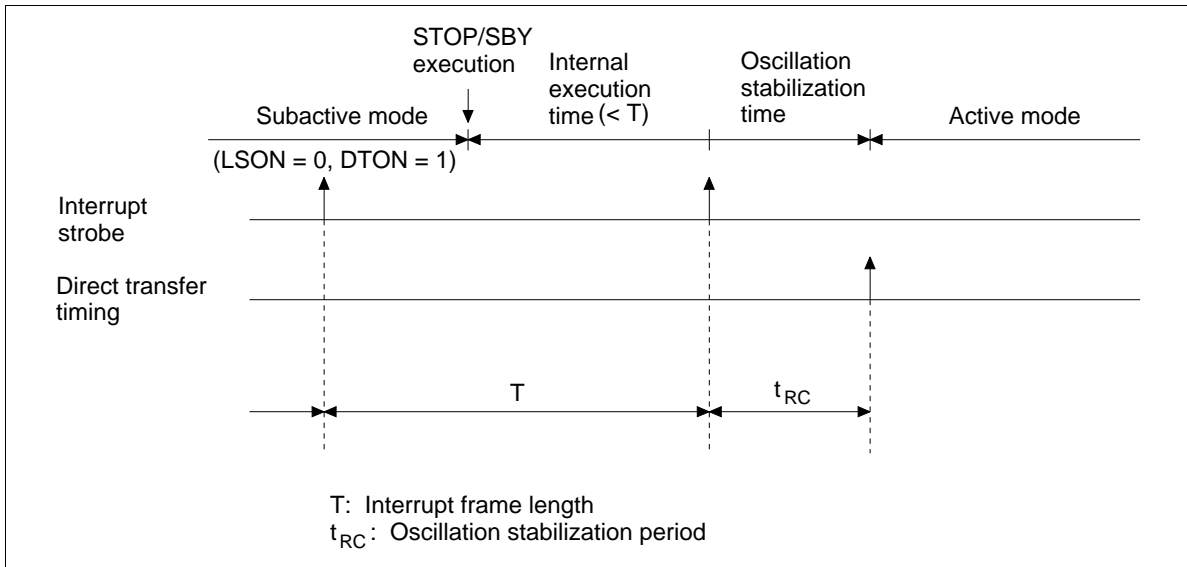 STOP/SBY
execution
Internal
execution
time (< T)
Oscillation
stabilization
time
Subactive mode
Active mode
(LSON = 0, DTON = 1)
Interrupt
strobe
Direct transfer
timing
T
tRC
T: Interrupt frame length
tRC: Oscillation stabilization period